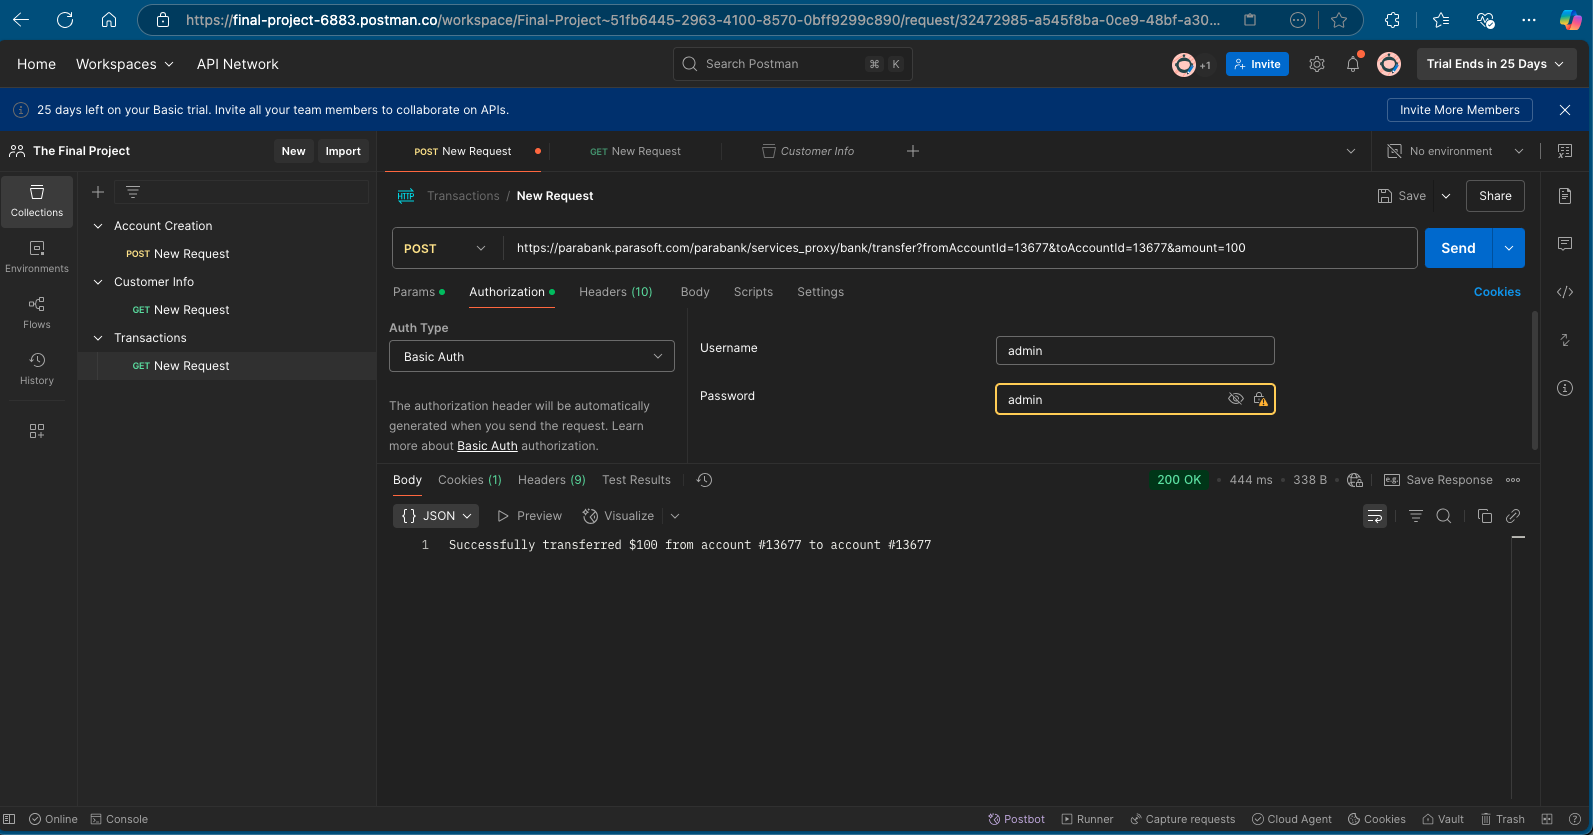 https://final-project-6883.postman.co/workspace/Final-Project~51fb6445-2963-4100-8570-0bff9299c890/request/32472985-a545f8ba-0ce9-48bf-a30...
Home Workspaces API Network
Search Postman ⌘ K
+1 Invite
Trial Ends in 25 Days
25 days left on your Basic trial. Invite all your team members to collaborate on APIs.
Invite More Members
The Final Project New Import
POST New Request GET New Request Customer Info
No environment
Collections
Environments
Flows
History
Account Creation
POST New Request
Customer Info
GET New Request
Transactions
GET New Request
HTTP Transactions / New Request
Save Share
POST https://parabank.parasoft.com/parabank/services_proxy/bank/transfer?fromAccountId=13677&toAccountId=13677&amount=100
Send
Params Authorization Headers (10) Body Scripts Settings
Cookies
Auth Type
Basic Auth
The authorization header will be automatically
generated when you send the request. Learn
more about Basic Auth authorization.
Username admin
Password admin
Body Cookies (1) Headers (9) Test Results
200 OK • 444 ms • 338 B e.g. Save Response
{} JSON Preview Visualize
1 Successfully transferred $100 from account #13677 to account #13677
Online Console
Postbot Runner Capture requests Cloud Agent Cookies Vault Trash